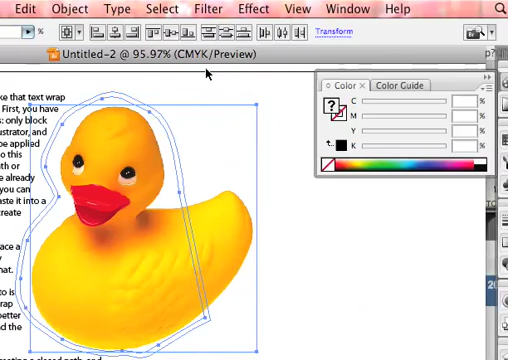 Edit Object Type Select Filter Effect View Window Help
Transform
Untitled-2 @ 95.97% (CMYK/Preview)
Color × Color Guide
C %
M %
Y %
K %
?
ke that text wrap
First, you have
s: only block
ustrator, and
be applied
o this
ath or
e already
you can
aste it into a
create
ace a
y
hat.
to is
rap
better
d the